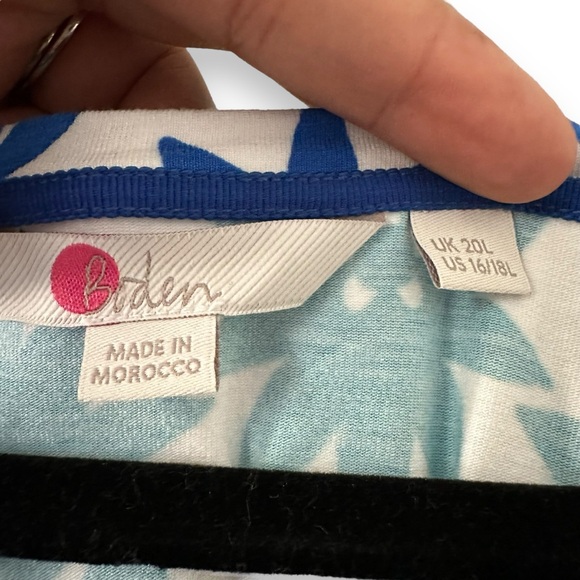 Boden
MADE IN
MOROCCO
UK 20L
US 16/18L